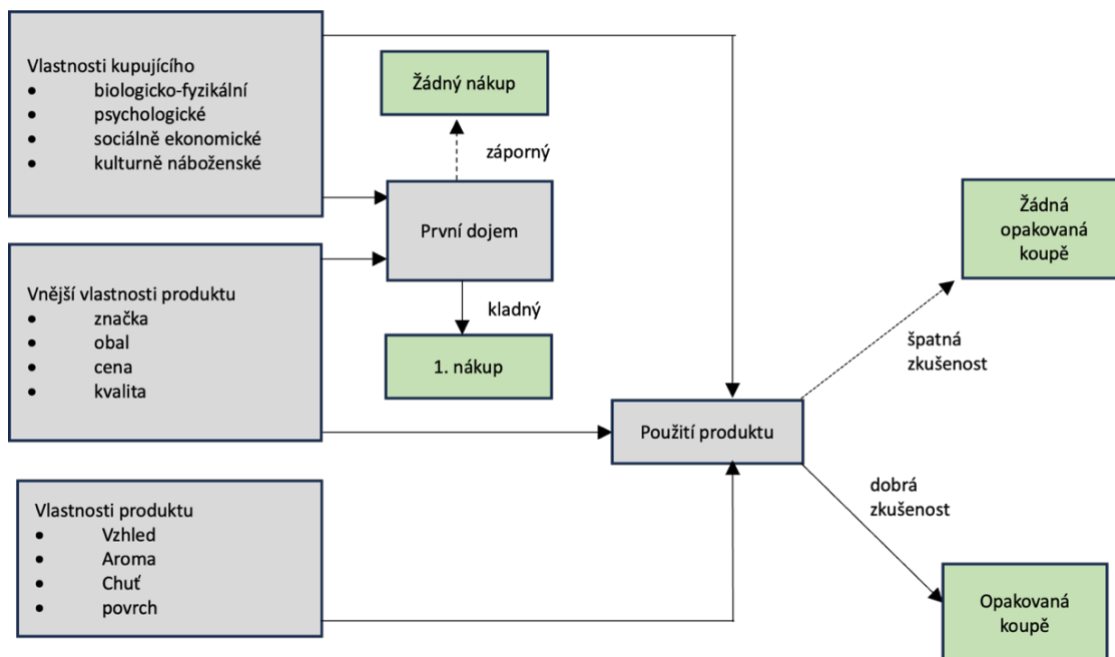 Vlastnosti kupujícího
• biologicko-fyzikální
• psychologické
• sociálně ekonomické
• kulturně náboženské
Žádný nákup
záporný
První dojem
kladný
1. nákup
Vnější vlastnosti produktu
• značka
• obal
• cena
• kvalita
Vlastnosti produktu
• Vzhled
• Aroma
• Chuť
• povrch
Použití produktu
Žádná
opakovaná
koupě
špatná
zkušenost
dobrá
zkušenost
Opakovaná
koupě